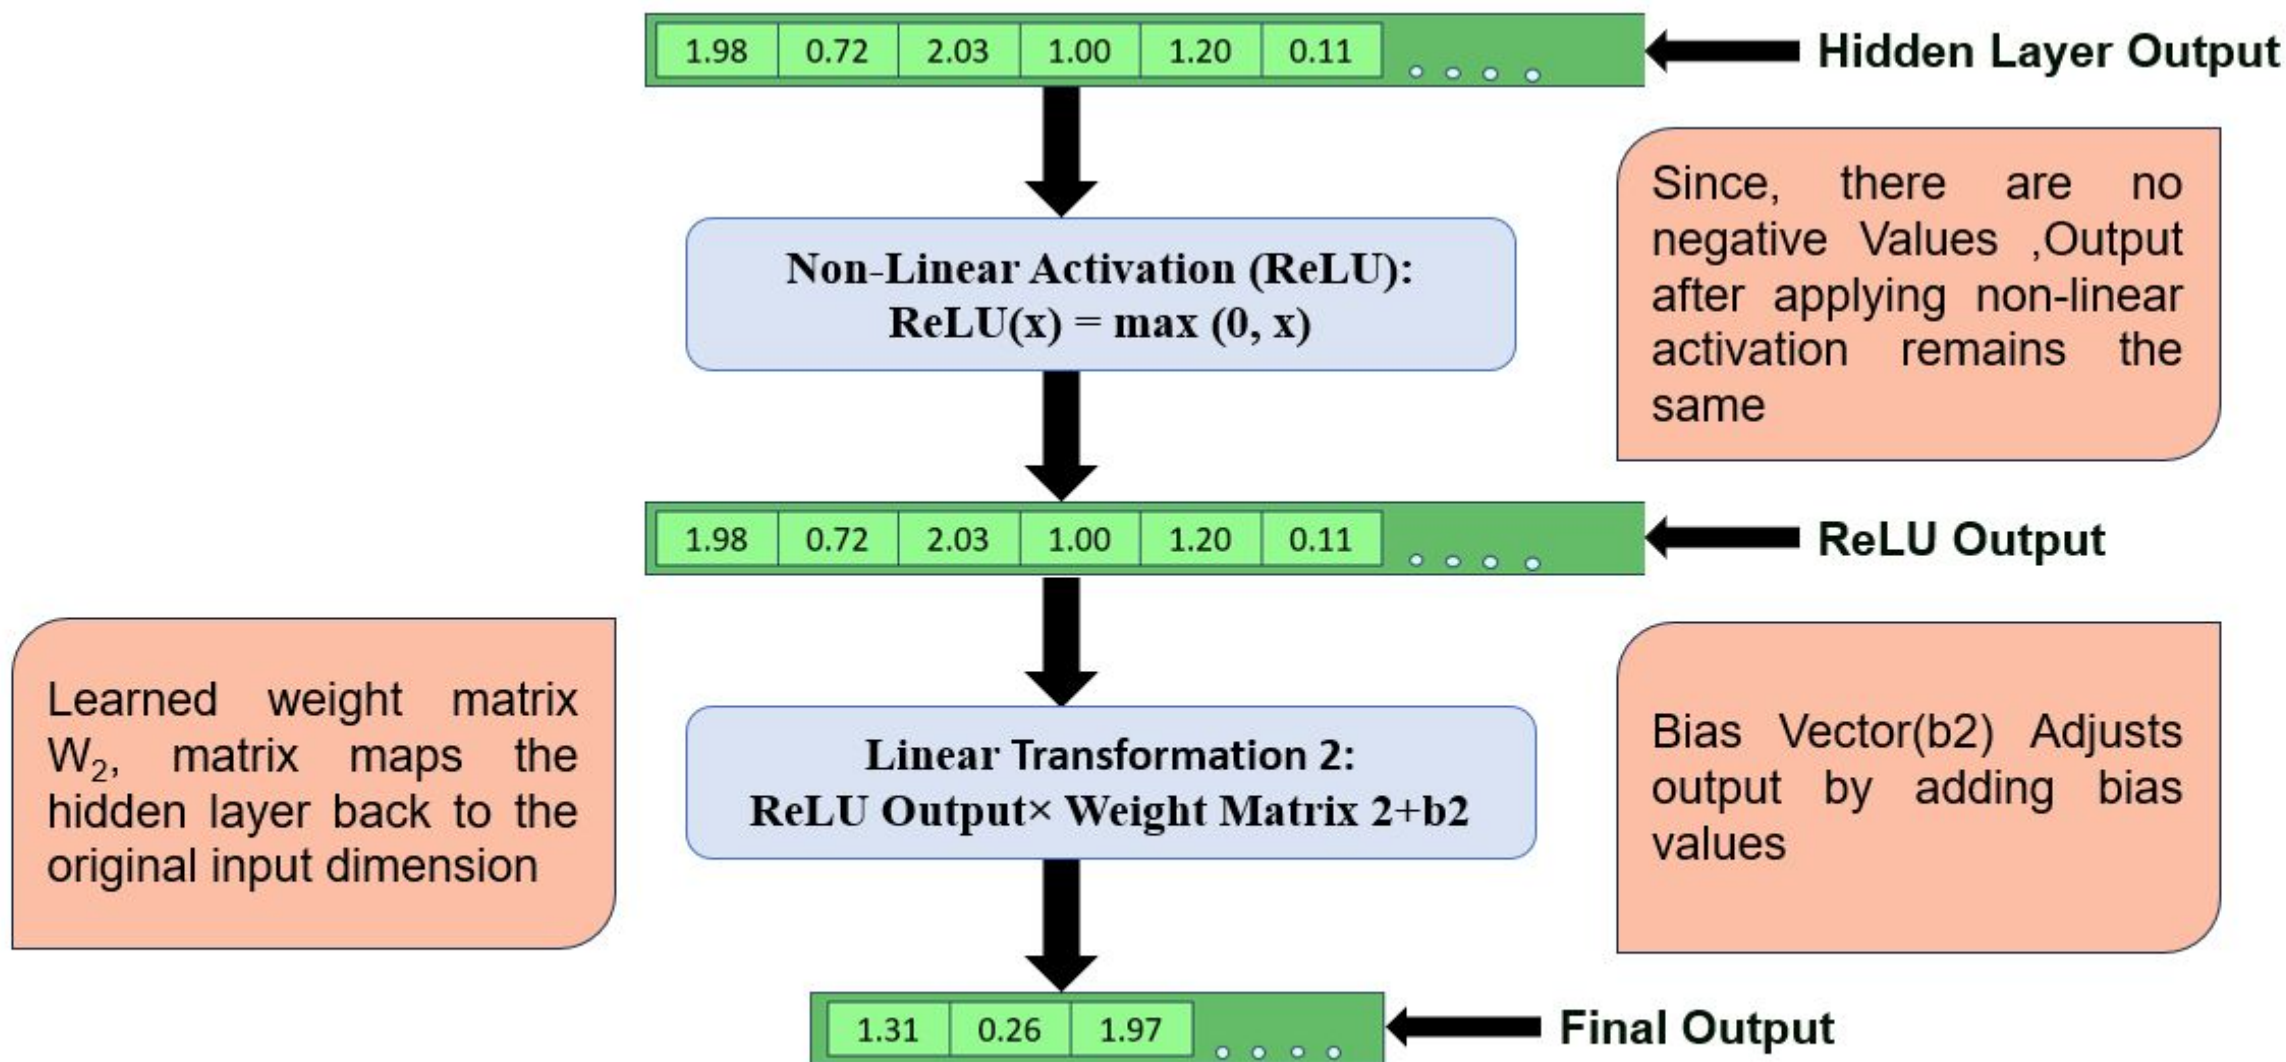 1.98 0.72 2.03 1.00 1.20 0.11
Hidden Layer Output
Since, there are no
negative Values ,Output
after applying non-linear
activation remains the
same
Non-Linear Activation (ReLU):
ReLU(x) = max (0, x)
1.98 0.72 2.03 1.00 1.20 0.11
ReLU Output
Learned weight matrix
W₂, matrix maps the
hidden layer back to the
original input dimension
Linear Transformation 2:
ReLU Output× Weight Matrix 2+b2
Bias Vector(b2) Adjusts
output by adding bias
values
1.31 0.26 1.97
Final Output